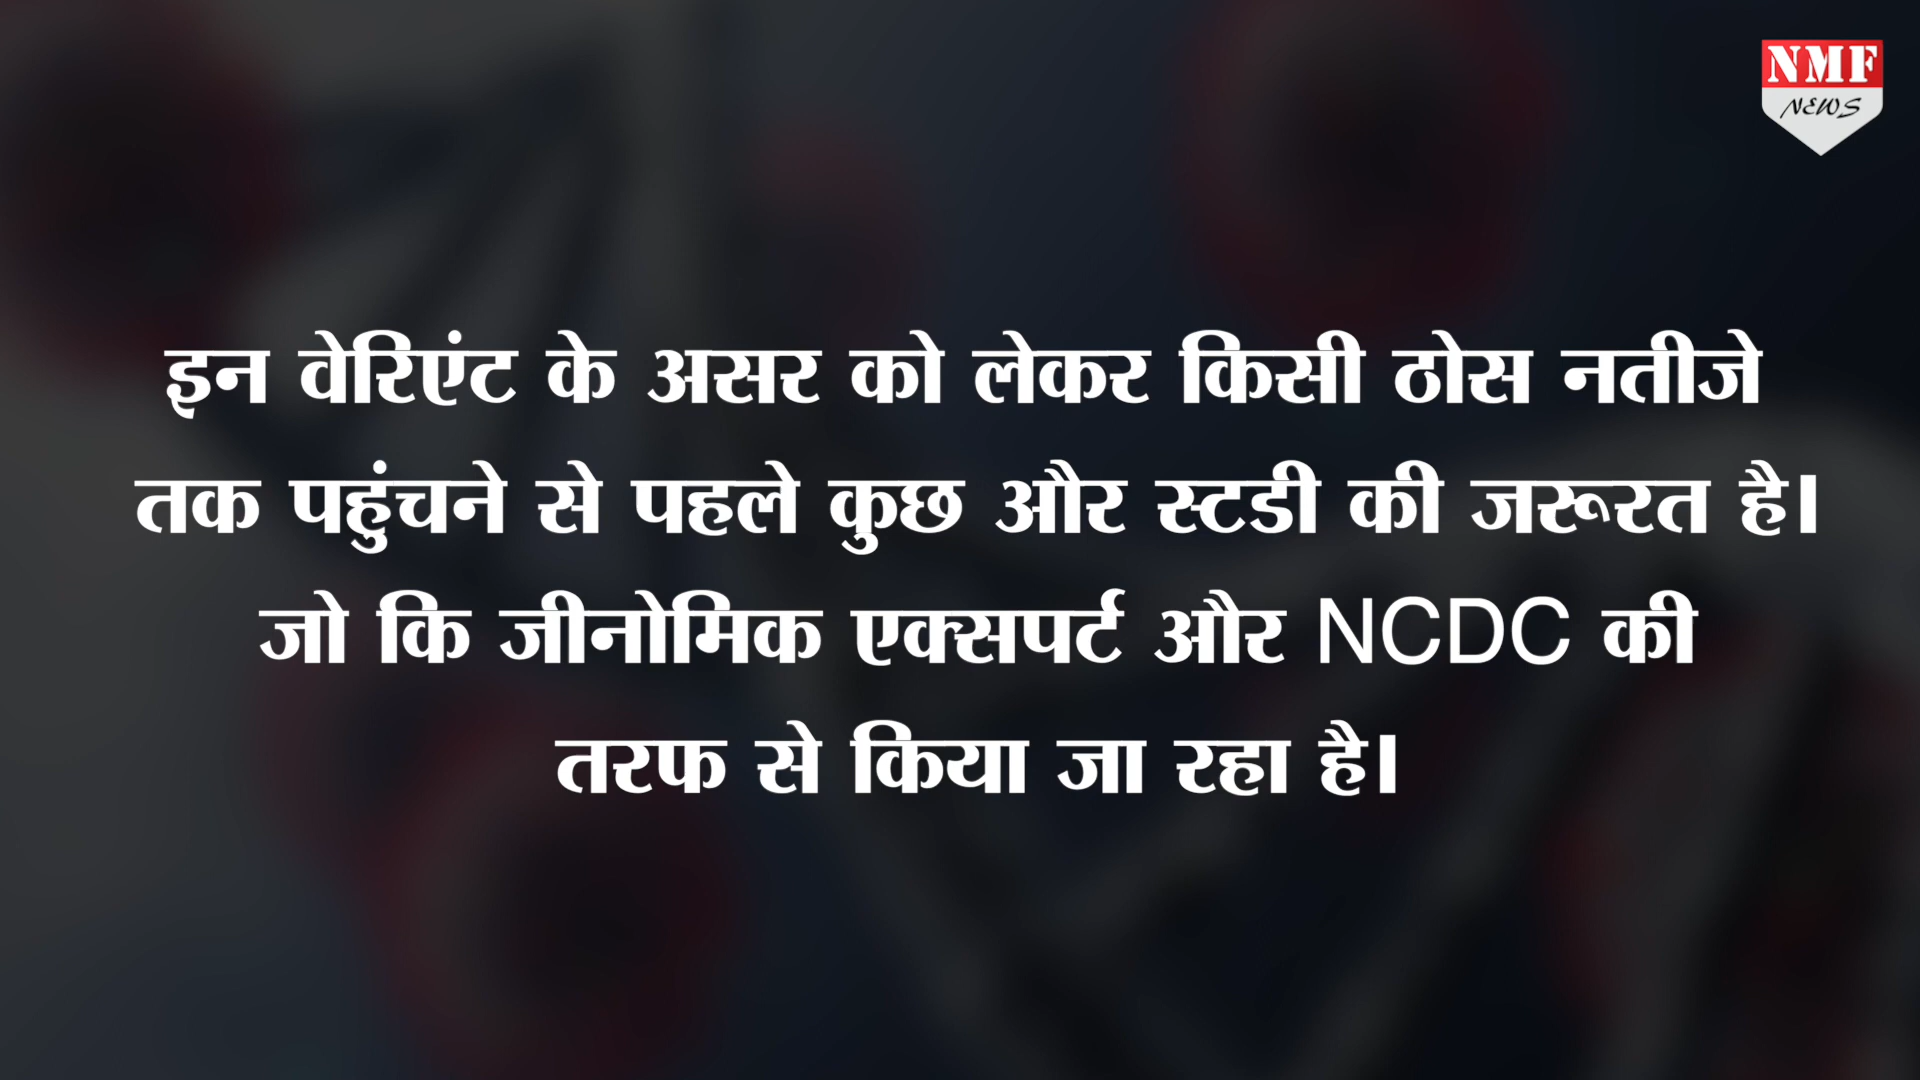 NMF
NEWS
इन वेरिएंट के असर को लेकर किसी ठोस नतीजे
तक पहुंचने से पहले कुछ और स्टडी की जरूरत है।
जो कि जीनोमिक एक्सपर्ट और NCDC की
तरफ से किया जा रहा है।